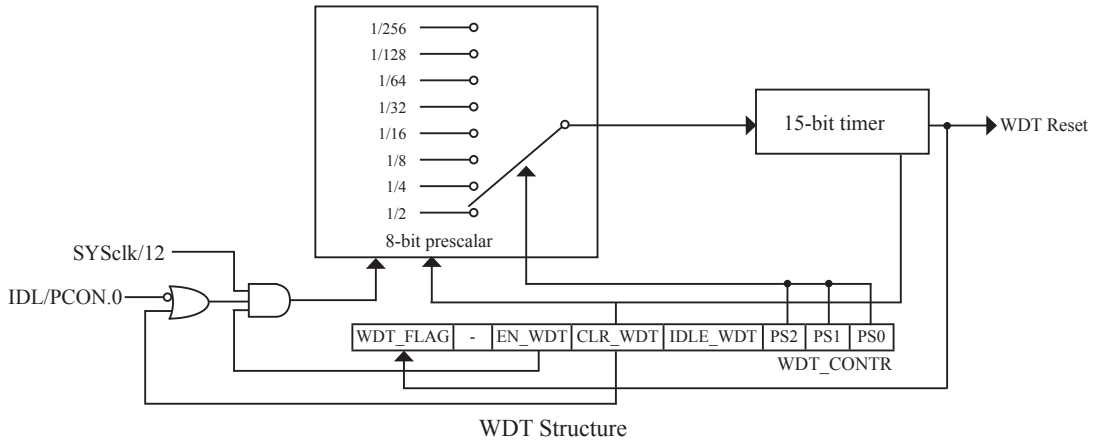 1/256
1/128
1/64
1/32
1/16
1/8
1/4
1/2
8-bit prescalar
15-bit timer
WDT Reset
SYSclk/12
IDL/PCON.0
WDT_FLAG - EN_WDT CLR_WDT IDLE_WDT PS2 PS1 PS0
WDT_CONTR
WDT Structure